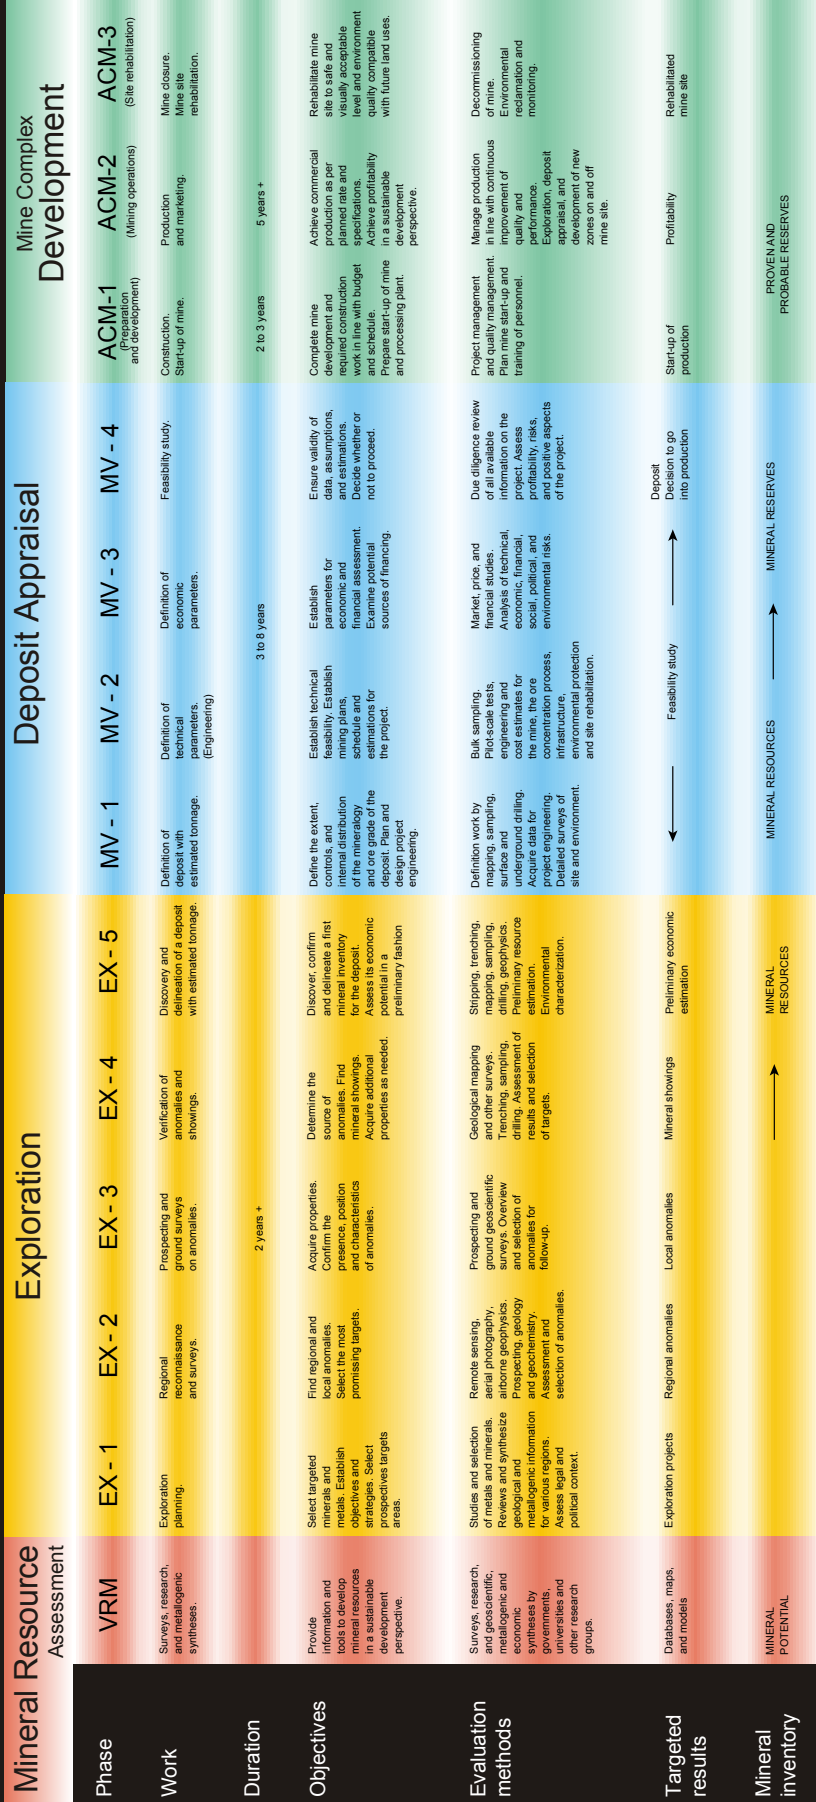 Mineral Resource
Assessment
Exploration
Deposit Appraisal
Mine Complex
Development
Phase
VRM
EX - 1
EX - 2
EX - 3
EX - 4
EX - 5
MV - 1
MV - 2
MV - 3
MV - 4
ACM-1
(Preparation
and development)
ACM-2
(Mining operations)
ACM-3
(Site rehabilitation)
Work
Surveys, research,
and metallogenic
syntheses.
Exploration
planning.
Regional
reconnaissance
and surveys.
Prospecting and
ground surveys
on anomalies.
Verification of
anomalies and
showings.
Discovery and
delineation of a deposit
with estimated tonnage.
Definition of
deposit with
estimated tonnage.
Definition of
technical
parameters.
(Engineering)
Definition of
economic
parameters.
Feasibility study.
Constuction.
Start-up of mine.
Production
and marketing.
Mine closure.
Mine site
rehabilitation.
Duration
2 years +
3 to 8 years
2 to 3 years
5 years +
Objectives
Provide
information and
tools to develop
mineral resources
in a sustainable
development
perspective.
Select targeted
minerals and
metals. Establish
objectives and
strategies. Select
prospectives targets
areas.
Find regional and
local anomalies.
Select the most
promissing targets.
Acquire properties.
Confirm the
presence, position
and characteristics
of anomalies.
Determine the
source of
anomalies. Find
mineral showings.
Acquire additional
properties as needed.
Discover, confirm
and delineate a first
mineral inventory
for the deposit.
Assess its economic
potential in a
preliminary fashion
Define the extent,
controls, and
internal distribution
of the mineralogy
and ore grade of the
deposit. Plan and
design project
engineering.
Establish technical
feasibility. Establish
mining plans,
schedule and
estimations for
the project.
Establish
parameters for
economic and
financial assessment.
Examine potential
sources of financing.
Ensure validity of
data, assumptions,
and estimations.
Decide whether or
not to proceed.
Complete mine
development and
required construction
work in line with budget
and schedule.
Prepare start-up of mine
and processing plant.
Achieve commercial
production as per
planned rate and
specifications.
Achieve profitability
in a sustainable
development
perspective.
Rehabilitate mine
site to safe and
visually acceptable
level and environment
quality compatible
with future land uses.
Evaluation
methods
Surveys, research,
and geoscientific,
metallogenic and
economic
syntheses by
governments,
universities and
other research
groups.
Studies and selection
of metals and minerals.
Reviews and synthesize
geological and
metallogenic information
for various regions.
Assess legal and
political context.
Remote sensing,
aerial photography,
airborne geophysics.
Prospecting, geology
and geochemistry.
Assessment and
selection of anomalies.
Prospecting and
ground geoscientific
surveys. Overview
and selection of
anomalies for
follow-up.
Geological mapping
and other surveys.
Trenching, sampling,
drilling. Assessment of
results and selection
of targets.
Stripping, trenching,
mapping, sampling,
drilling, geophysics.
Preliminary resource
estimation.
Environmental
characterization.
Definition work by
mapping, sampling,
surface and
underground drilling.
Acquire data for
project engineering.
Detailed surveys of
site and environment.
Bulk sampling.
Pilot-scale tests,
engineering and
cost estimates for
the mine, the ore
concentration process,
infrastructure,
environmental protection
and site rehabilitation.
Market, price, and
financial studies.
Analysis of technical,
economic, financial,
social, political, and
environmental risks.
Due diligence review
of all available
information on the
project. Assess
profitability, risks,
and positive aspects
of the project.
Project management
and quality management.
Plan mine start-up and
training of personnel.
Manage production
in line with continuous
improvement of
quality and
performance.
Exploration, deposit
appraisal, and
development of new
zones on and off
mine site.
Decommissioning
of mine.
Environmental
reclamation and
monitoring.
Targeted
results
Databases, maps,
and models
Exploration projects
Regional anomalies
Local anomalies
Mineral showings
Preliminary economic
estimation
Feasibility study
Deposit
Decision to go
into production
Start-up of
production
Profitability
Rehabilitated
mine site
Mineral
inventory
MINERAL
POTENTIAL
MINERAL
RESOURCES
MINERAL RESOURCES
MINERAL RESERVES
PROVEN AND
PROBABLE RESERVES